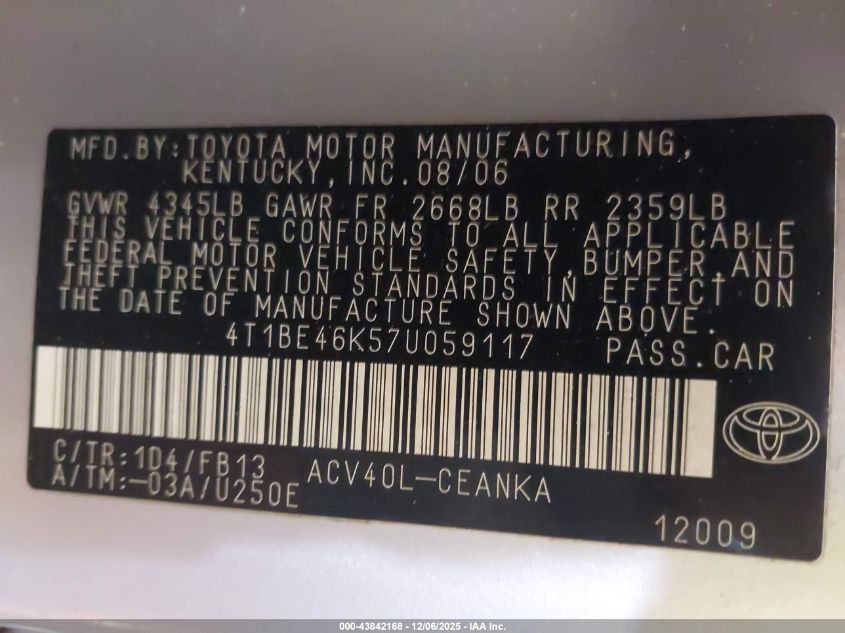 MFD.BY:TOYOTA MOTOR MANUFACTURING,
KENTUCKY,INC.08/06
GVWR 4345LB GAWR FR 2668LB RR 2359LB
THIS VEHICLE CONFORMS TO ALL APPLICABLE
FEDERAL MOTOR VEHICLE SAFETY,BUMPER,AND
THEFT PREVENTION STANDARDS IN EFFECT ON
THE DATE OF MANUFACTURE SHOWN ABOVE.
4T1BE46K57U059117 PASS.CAR
C/TR:1D4/FB13 ACV40L-CEANKA
A/TM:-03A/U250E
12009
000-43842168 - 12/06/2025 - IAA Inc.